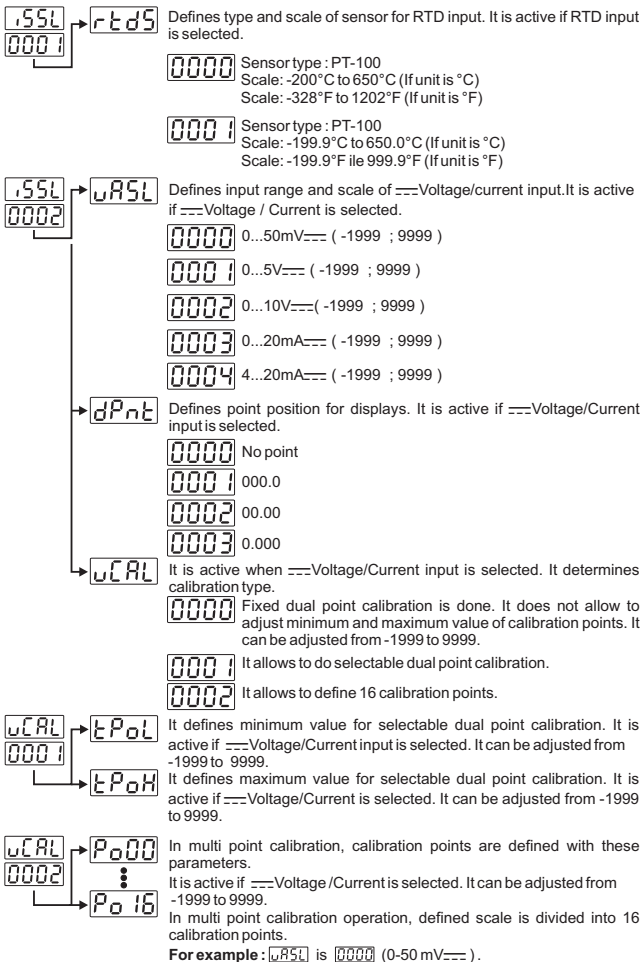 iSSL rtdS Defines type and scale of sensor for RTD input. It is active if RTD input
0001 is selected.
0000 Sensor type : PT-100
Scale: -200°C to 650°C (If unit is °C)
Scale: -328°F to 1202°F (If unit is °F)
0001 Sensor type : PT-100
Scale: -199.9°C to 650.0°C (If unit is °C)
Scale: -199.9°F ile 999.9°F (If unit is °F)
iSSL uASL Defines input range and scale of ⎓Voltage/current input.It is active
0002 if ⎓Voltage / Current is selected.
0000 0...50mV⎓ ( -1999 ; 9999 )
0001 0...5V⎓ ( -1999 ; 9999 )
0002 0...10V⎓( -1999 ; 9999 )
0003 0...20mA⎓ ( -1999 ; 9999 )
0004 4...20mA⎓ ( -1999 ; 9999 )
dPnt Defines point position for displays. It is active if ⎓Voltage/Current
input is selected.
0000 No point
0001 000.0
0002 00.00
0003 0.000
uCAL It is active when ⎓Voltage/Current input is selected. It determines
calibration type.
0000 Fixed dual point calibration is done. It does not allow to
adjust minimum and maximum value of calibration points. It
can be adjusted from -1999 to 9999.
0001 It allows to do selectable dual point calibration.
0002 It allows to define 16 calibration points.
uCAL tPoL It defines minimum value for selectable dual point calibration. It is
0001 active if ⎓Voltage/Current input is selected. It can be adjusted from
-1999 to 9999.
tPoH It defines maximum value for selectable dual point calibration. It is
active if ⎓Voltage/Current is selected. It can be adjusted from -1999
to 9999.
uCAL Po00 In multi point calibration, calibration points are defined with these
0002 parameters.
It is active if ⎓Voltage /Current is selected. It can be adjusted from
Po16 -1999 to 9999.
In multi point calibration operation, defined scale is divided into 16
calibration points.
For example : uASL is 0000 (0-50 mV⎓ ).